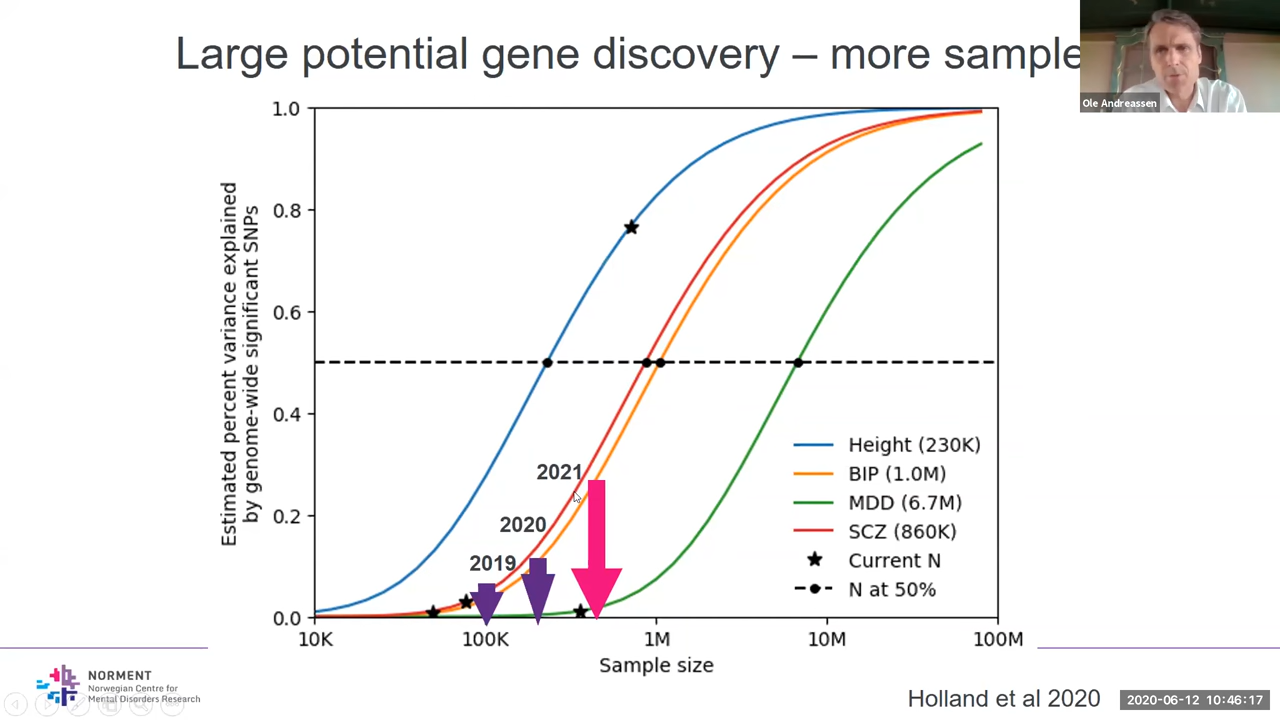 Large potential gene discovery – more sample
Ole Andreassen
Estimated percent variance explained
by genome-wide significant SNPs
1.0
0.8
0.6
0.4
0.2
0.0
2021
2020
2019
Height (230K)
BIP (1.0M)
MDD (6.7M)
SCZ (860K)
Current N
N at 50%
10K
100K
1M
10M
100M
Sample size
NORMENT
Norwegian Centre for
Mental Disorders Research
Holland et al 2020
2020-06-12 10:46:17